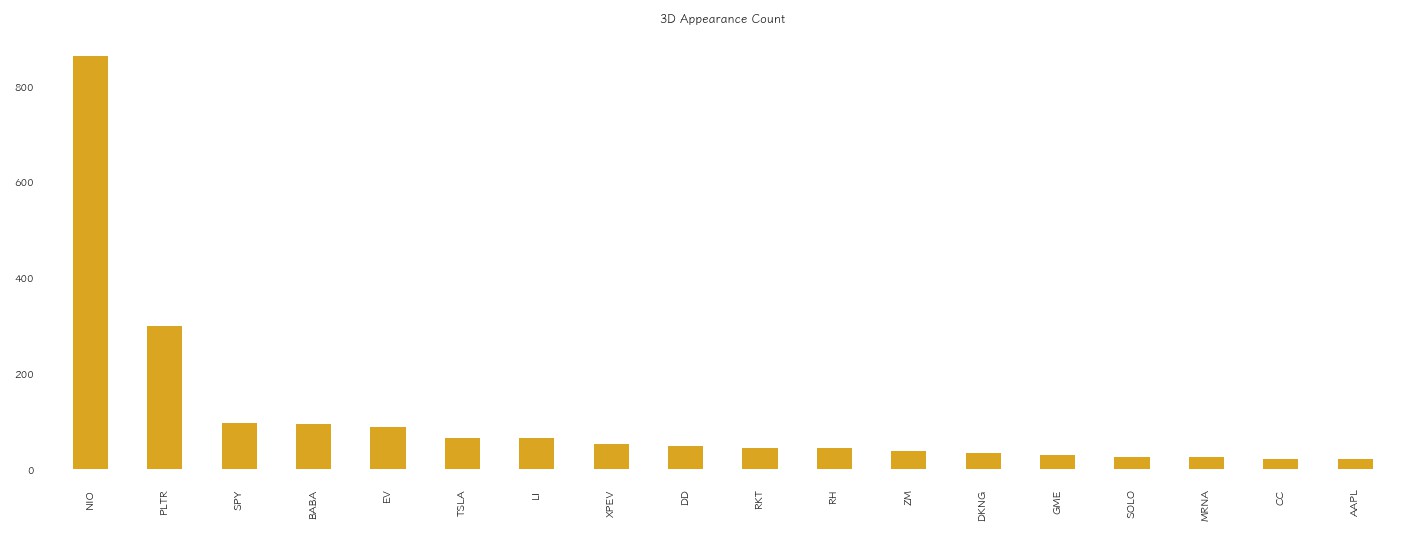 3D Appearance Count
800
600
400
200
0
NIO
PLTR
SPY
BABA
EV
TSLA
LI
XPEV
DD
RKT
RH
ZM
DKNG
GME
SOLO
MRNA
CC
AAPL